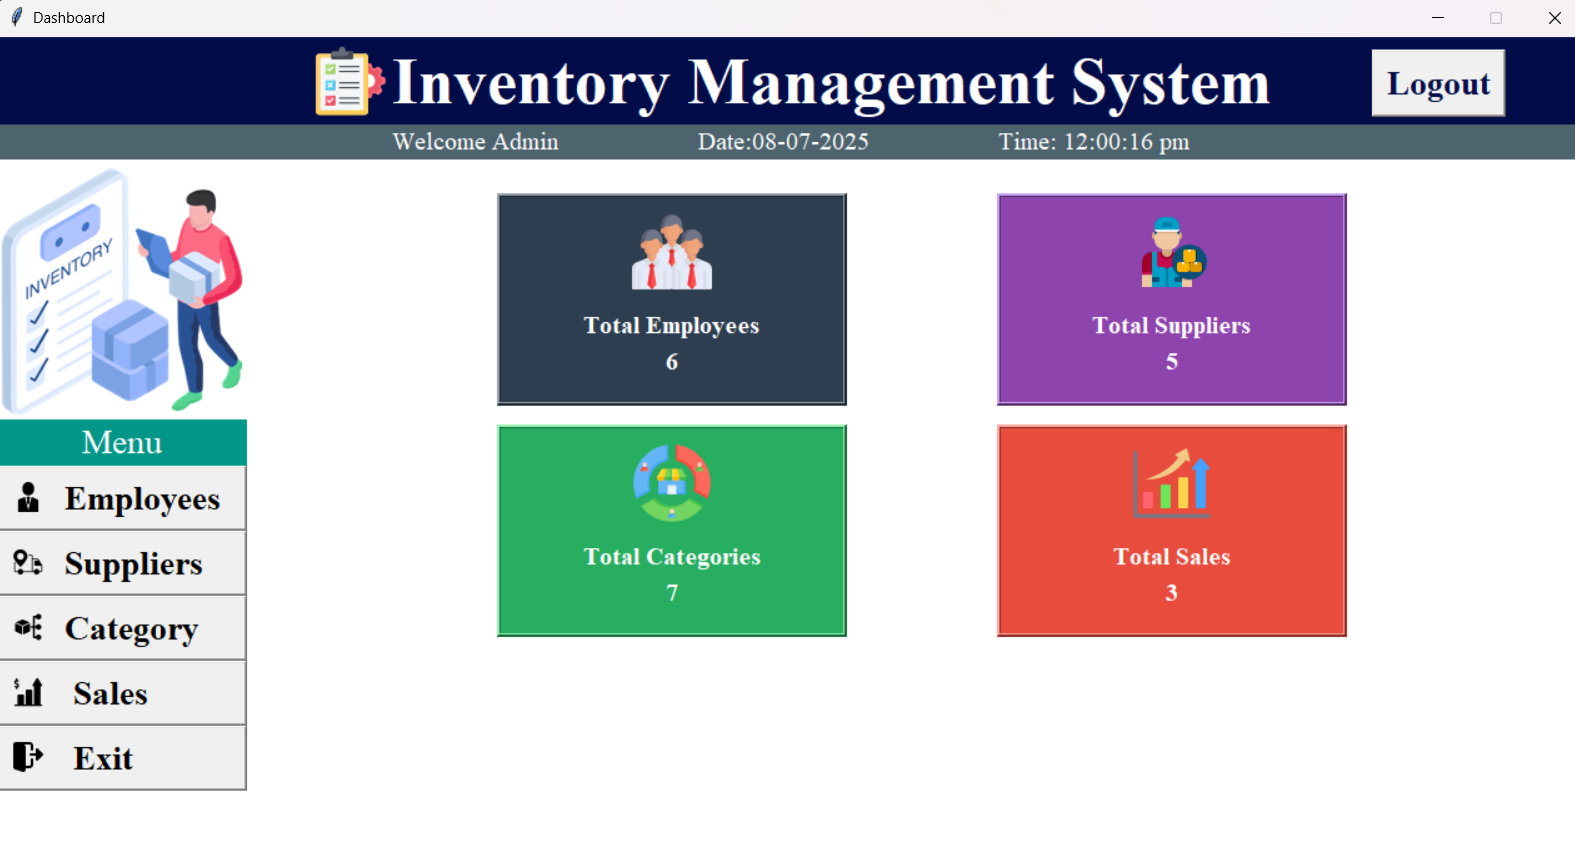 Dashboard
Inventory Management System
Logout
Welcome Admin
Date:08-07-2025
Time: 12:00:16 pm
INVENTORY
Total Employees
6
Total Suppliers
5
Total Categories
7
Total Sales
3
Menu
Employees
Suppliers
Category
Sales
Exit